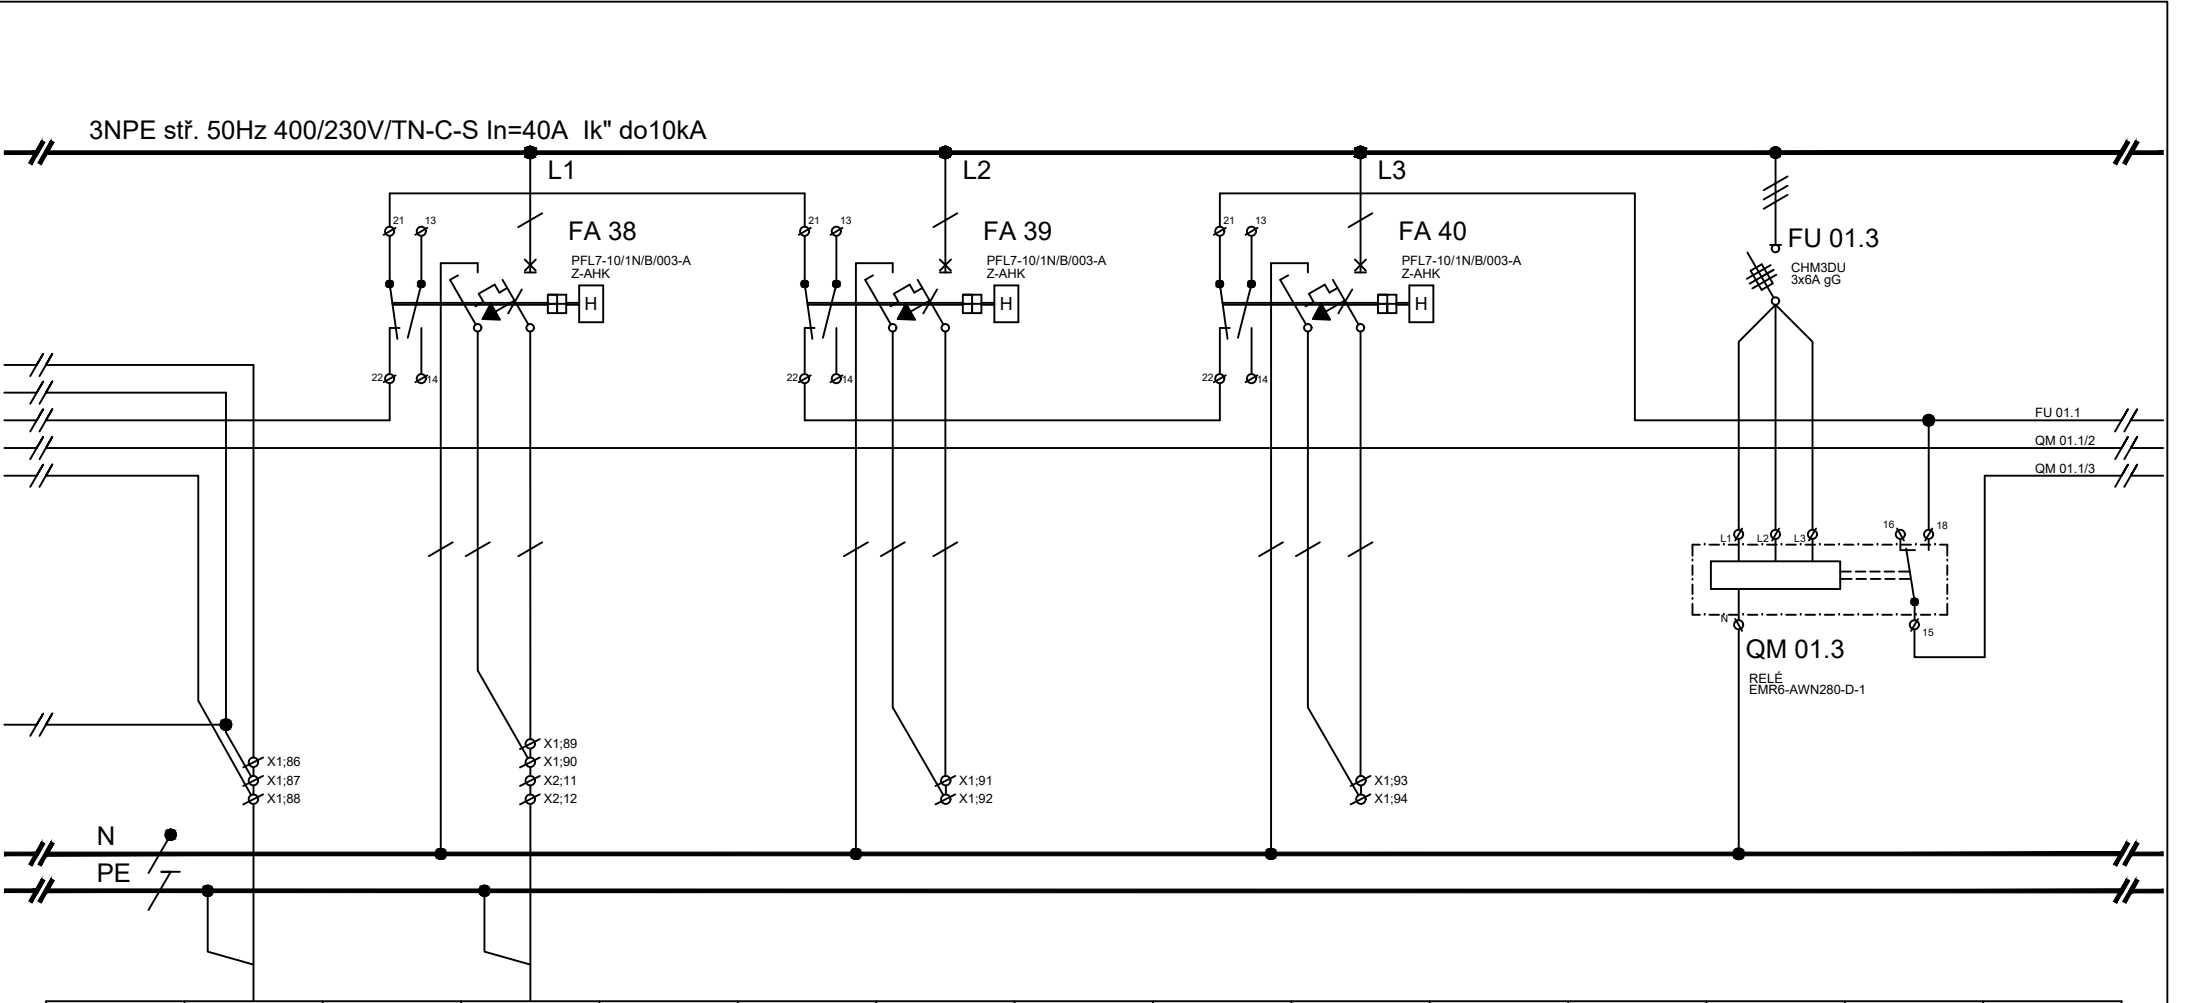 3NPE stř. 50Hz 400/230V/TN-C-S In=40A Ik" do10kA
L1
L2
L3
21
13
FA 38
PFL7-10/1N/B/003-A
Z-AHK
H
22
14
21
13
FA 39
PFL7-10/1N/B/003-A
Z-AHK
H
22
14
21
13
FA 40
PFL7-10/1N/B/003-A
Z-AHK
H
22
14
FU 01.3
CHM3DU
3x6A gG
FU 01.1
QM 01.1/2
QM 01.1/3
L1
L2
L3
16
18
N
15
QM 01.3
RELÉ
EMR6-AWN280-D-1
X1;86
X1;87
X1;88
X1;89
X1;90
X2;11
X2;12
X1;91
X1;92
X1;93
X1;94
N
PE